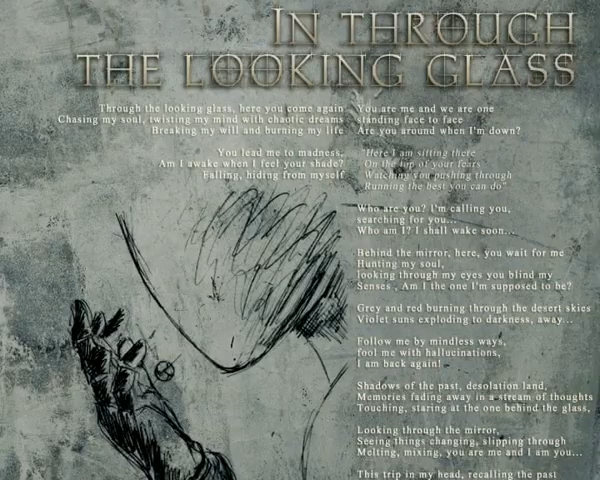 In through
the looking glass
Through the looking glass, here you come again
Chasing my soul, twisting my mind with chaotic dreams
Breaking my will and burning my life
You lead me to madness,
Am I awake when I feel your shade?
Falling, hiding from myself
You are me and we are one
standing face to face
Are you around when I'm down?
"Here I am sitting there
On the top of your fears
Watching you pushing through
Running the best you can do"
Who are you? I'm calling you,
searching for you...
Who am I? I shall wake soon...
Behind the mirror, here, you wait for me
Hunting my soul,
looking through my eyes you blind my
Senses , Am I the one I'm supposed to be?
Grey and red burning through the desert skies
Violet suns exploding to darkness, away...
Follow me by mindless ways,
fool me with hallucinations,
I am back again!
Shadows of the past, desolation land,
Memories fading away in a stream of thoughts
Touching, staring at the one behind the glass,
Looking through the mirror,
Seeing things changing, slipping through
Melting, mixing, you are me and I am you...
This trip in my head, recalling the past